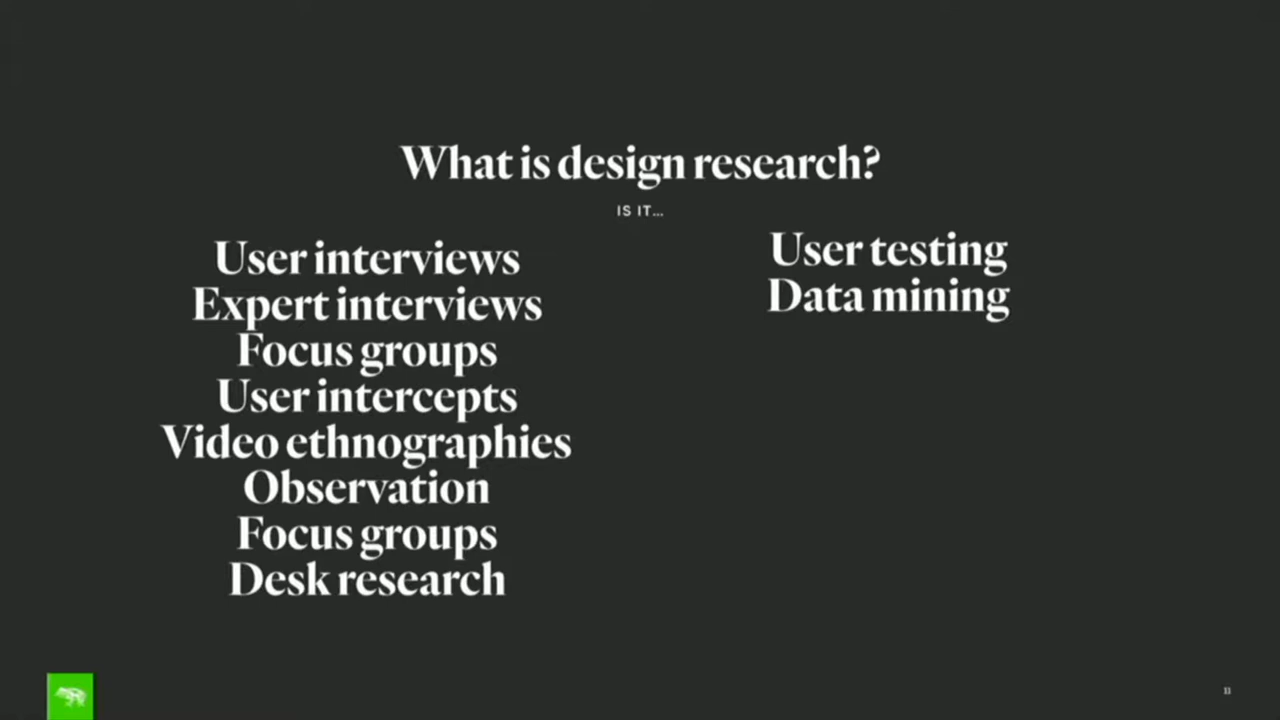 What is design research?
IS IT...
User interviews
Expert interviews
Focus groups
User intercepts
Video ethnographies
Observation
Focus groups
Desk research
User testing
Data mining
11